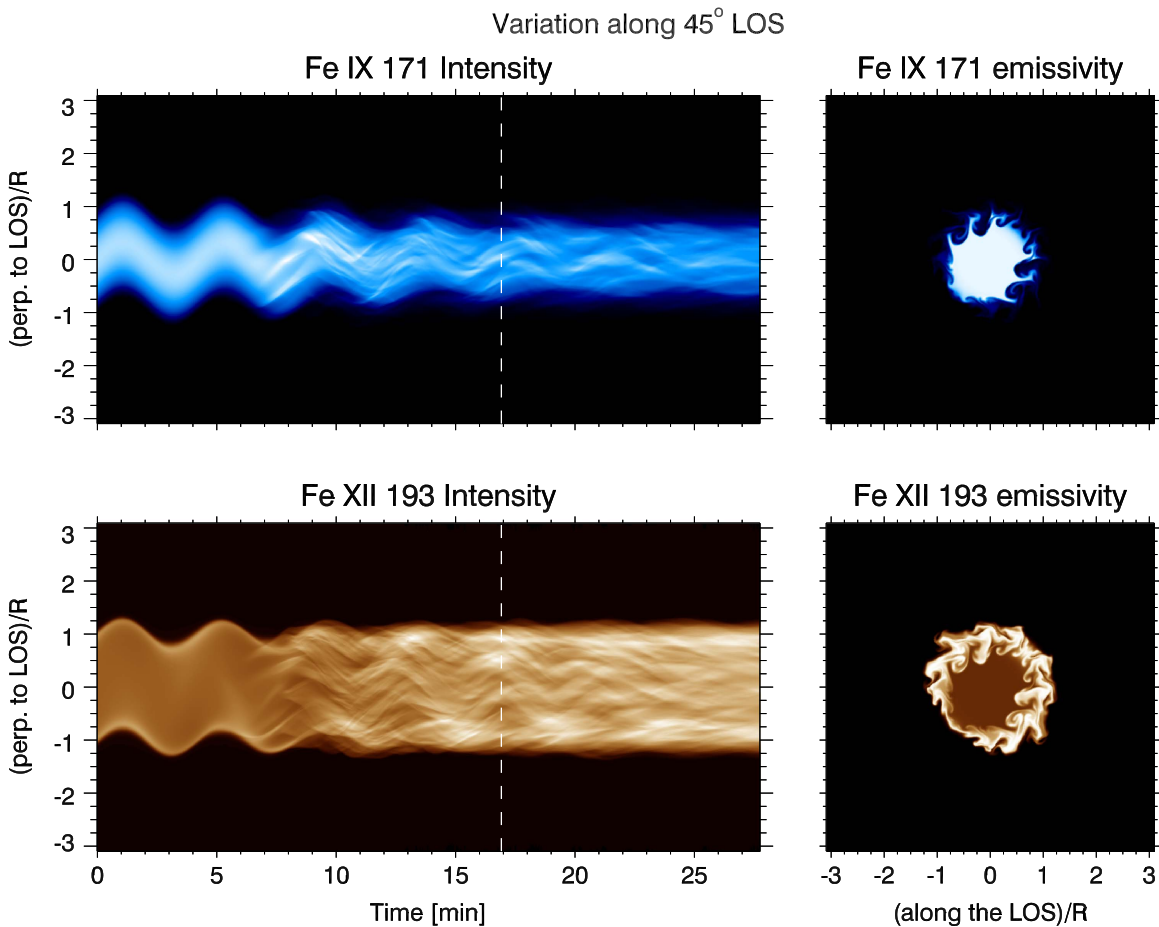 Variation along 45° LOS
Fe IX 171 Intensity
Fe IX 171 emissivity
3
2
1
0
-1
-2
-3
(perp. to LOS)/R
Fe XII 193 Intensity
Fe XII 193 emissivity
3
2
1
0
-1
-2
-3
(perp. to LOS)/R
0 5 10 15 20 25
-3 -2 -1 0 1 2 3
Time [min]
(along the LOS)/R